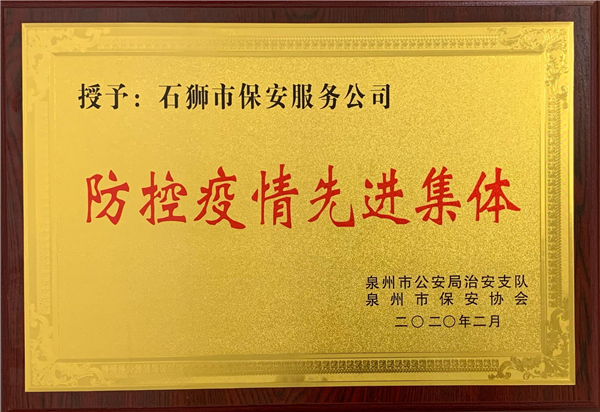 授予：石狮市保安服务公司
防控疫情先进集体
泉州市公安局治安支队
泉州市保安协会
二〇二〇年二月